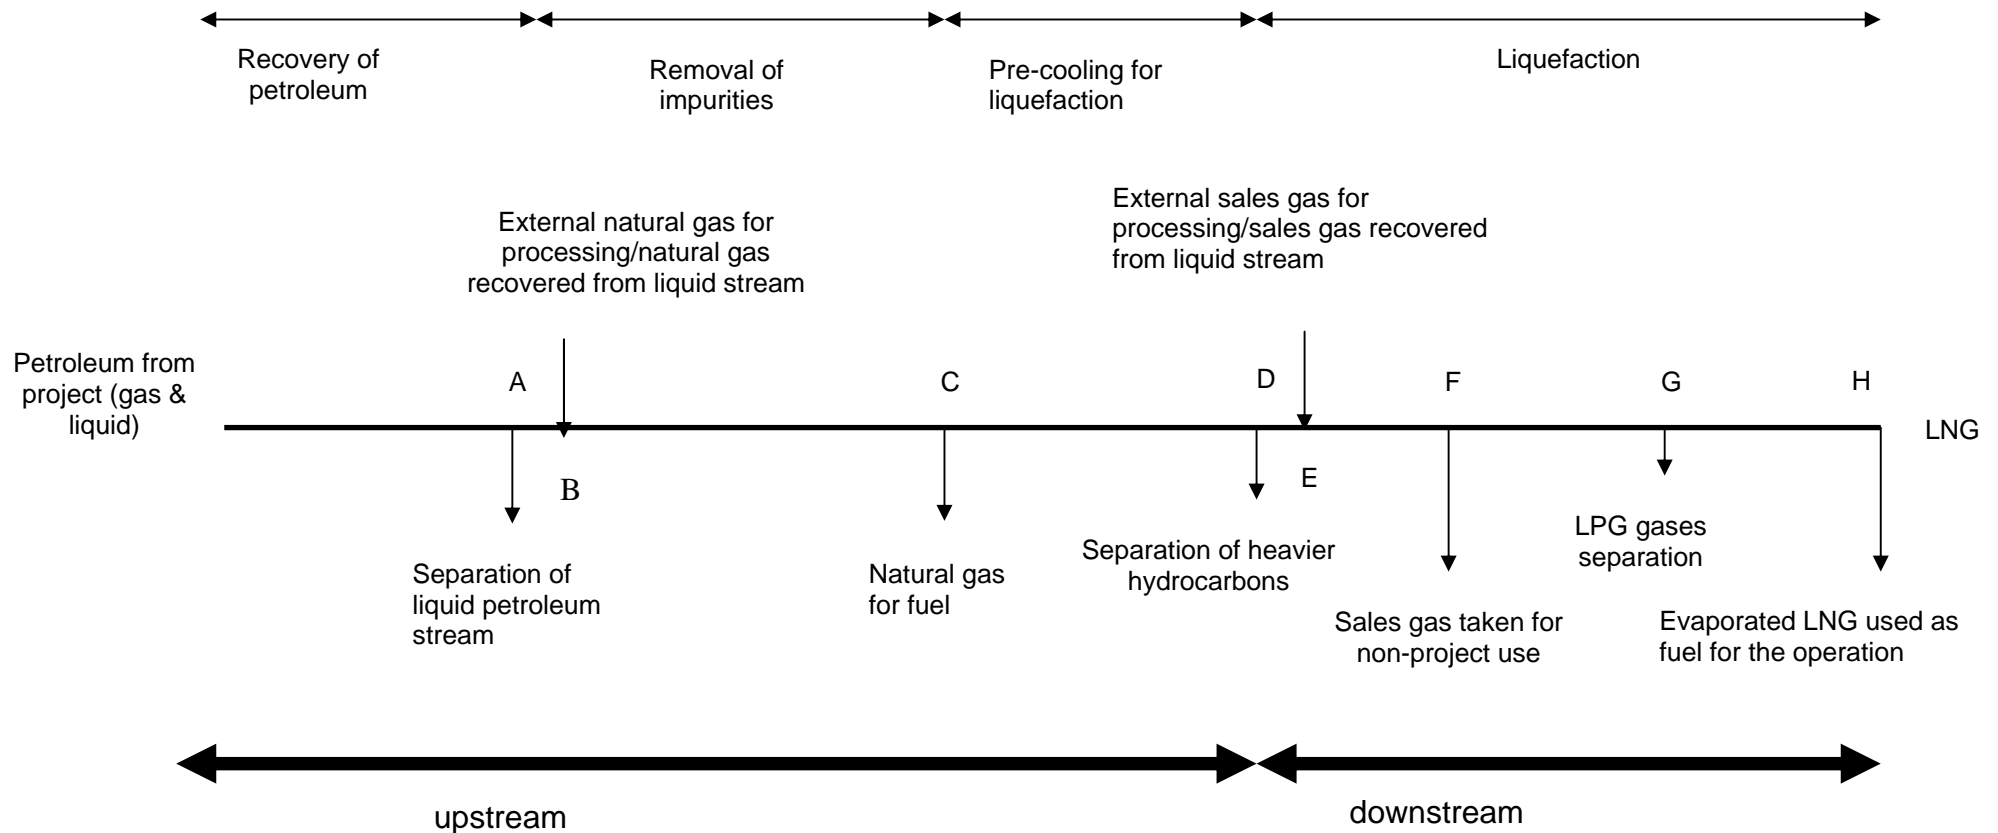 Recovery of
petroleum
Removal of
impurities
Pre-cooling for
liquefaction
Liquefaction
External natural gas for
processing/natural gas
recovered from liquid stream
External sales gas for
processing/sales gas recovered
from liquid stream
Petroleum from
project (gas &
liquid)
A
C
D
F
G
H
LNG
B
E
Separation of
liquid petroleum
stream
Natural gas
for fuel
Separation of heavier
hydrocarbons
Sales gas taken for
non-project use
LPG gases
separation
Evaporated LNG used as
fuel for the operation
upstream
downstream